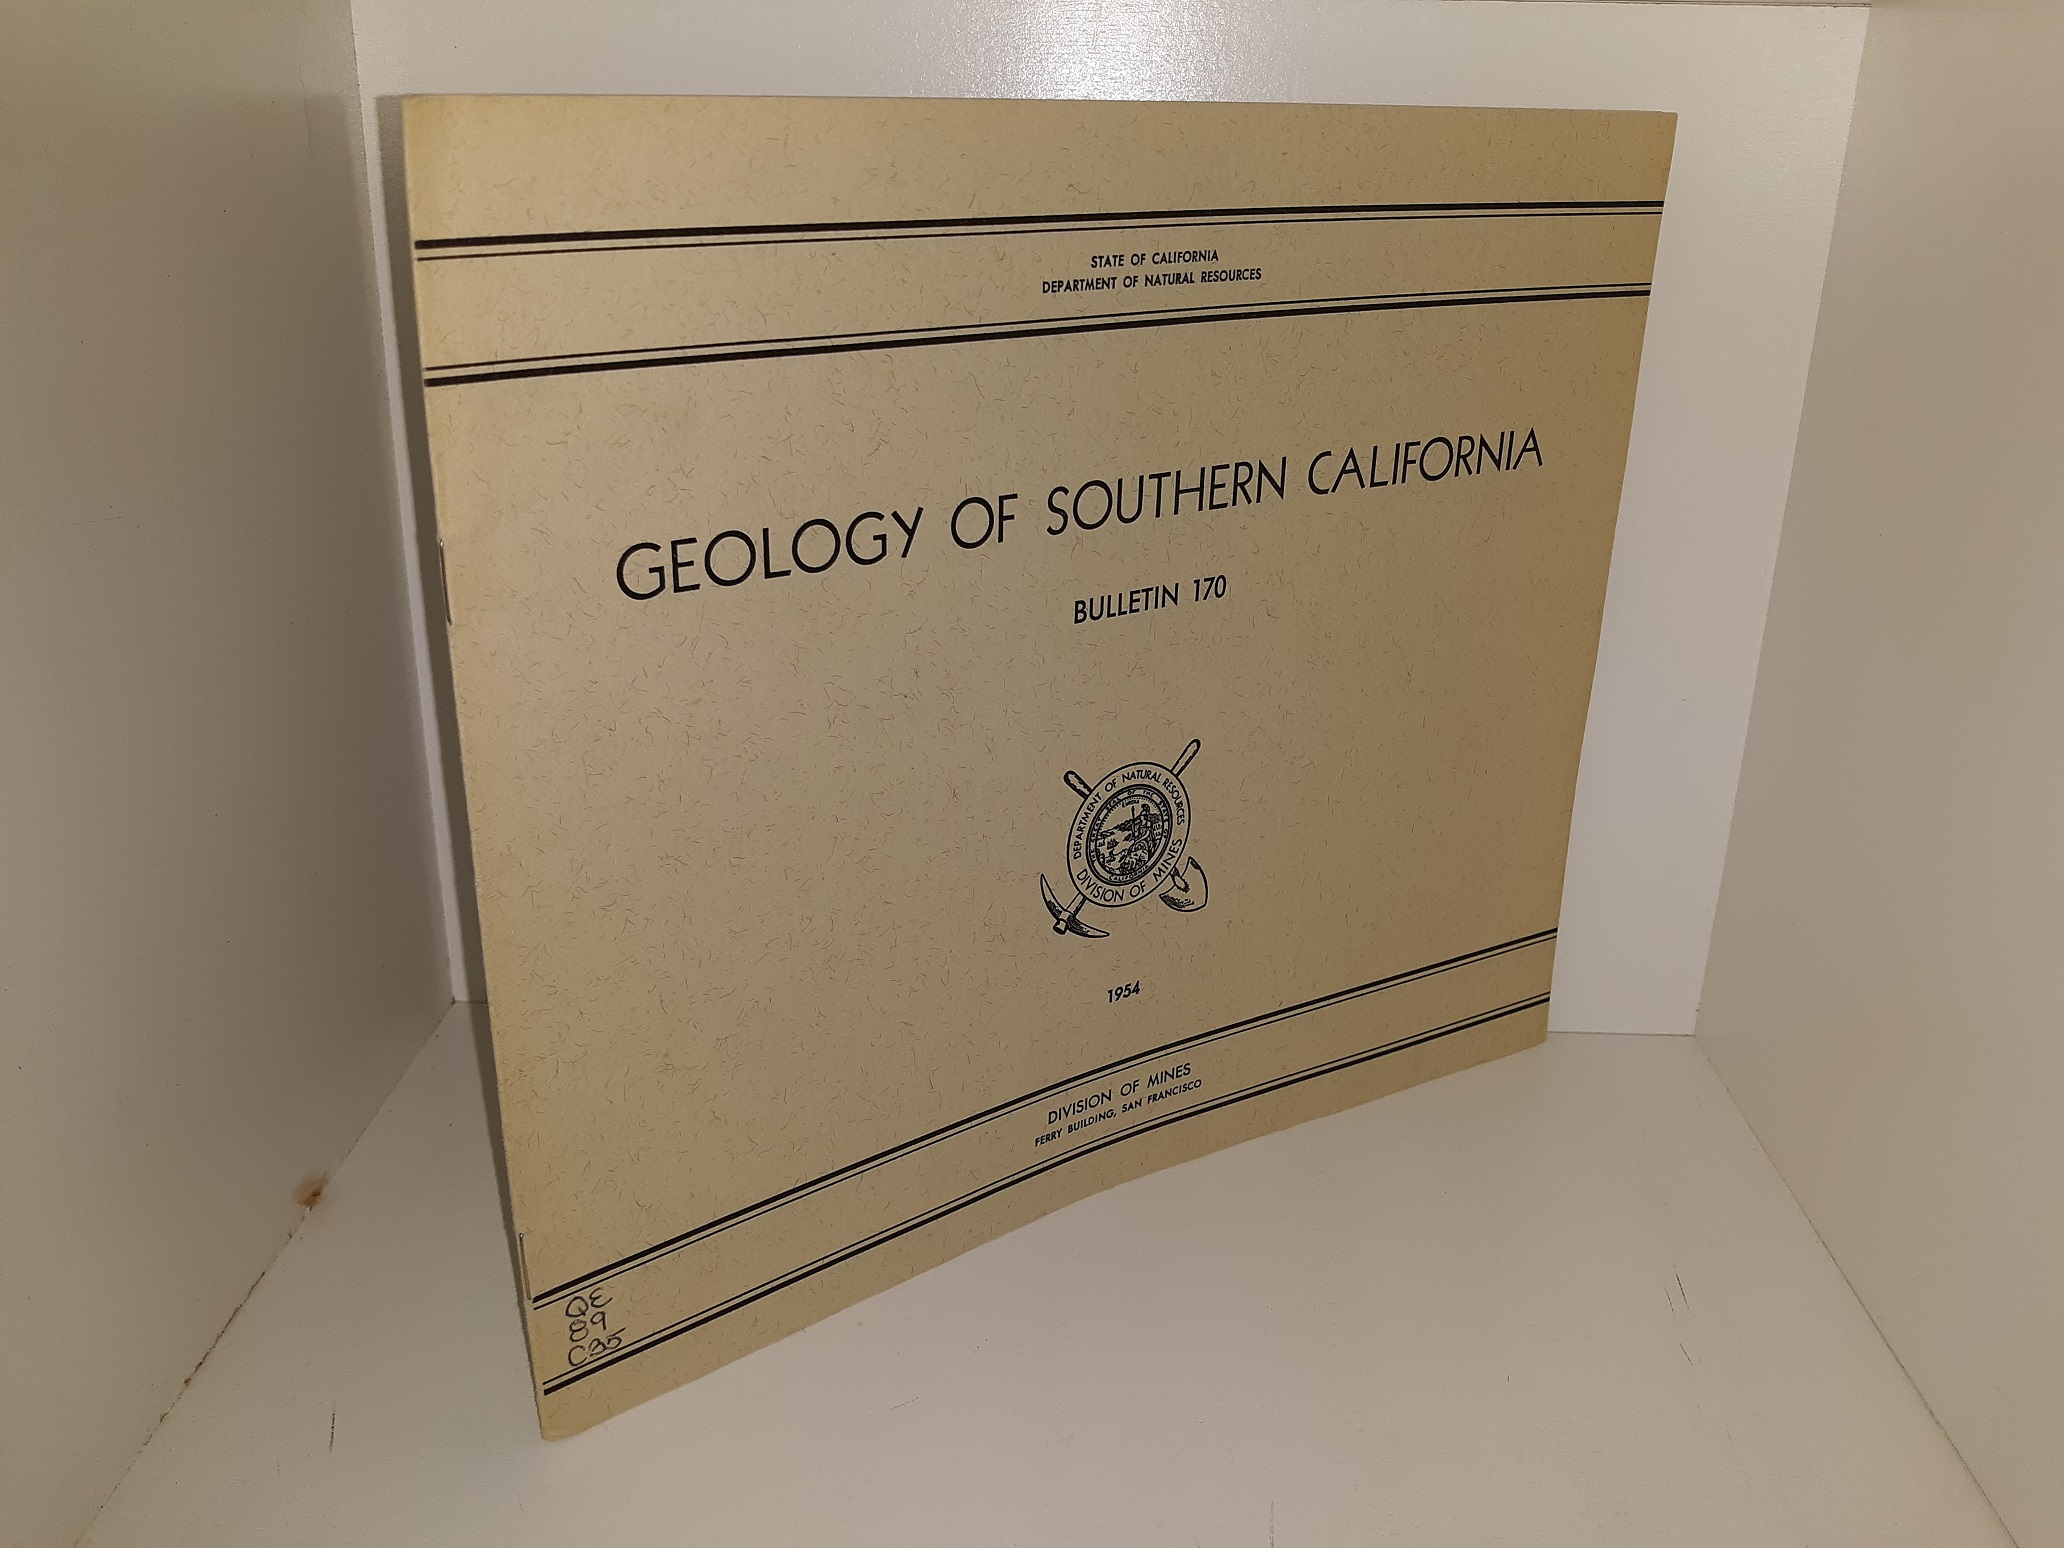 STATE OF CALIFORNIA
DEPARTMENT OF NATURAL RESOURCES
GEOLOGY OF SOUTHERN CALIFORNIA
BULLETIN 170
DEPARTMENT OF NATURAL RESOURCES
DIVISION OF MINES
1954
DIVISION OF MINES
FERRY BUILDING, SAN FRANCISCO
QE
89
C35